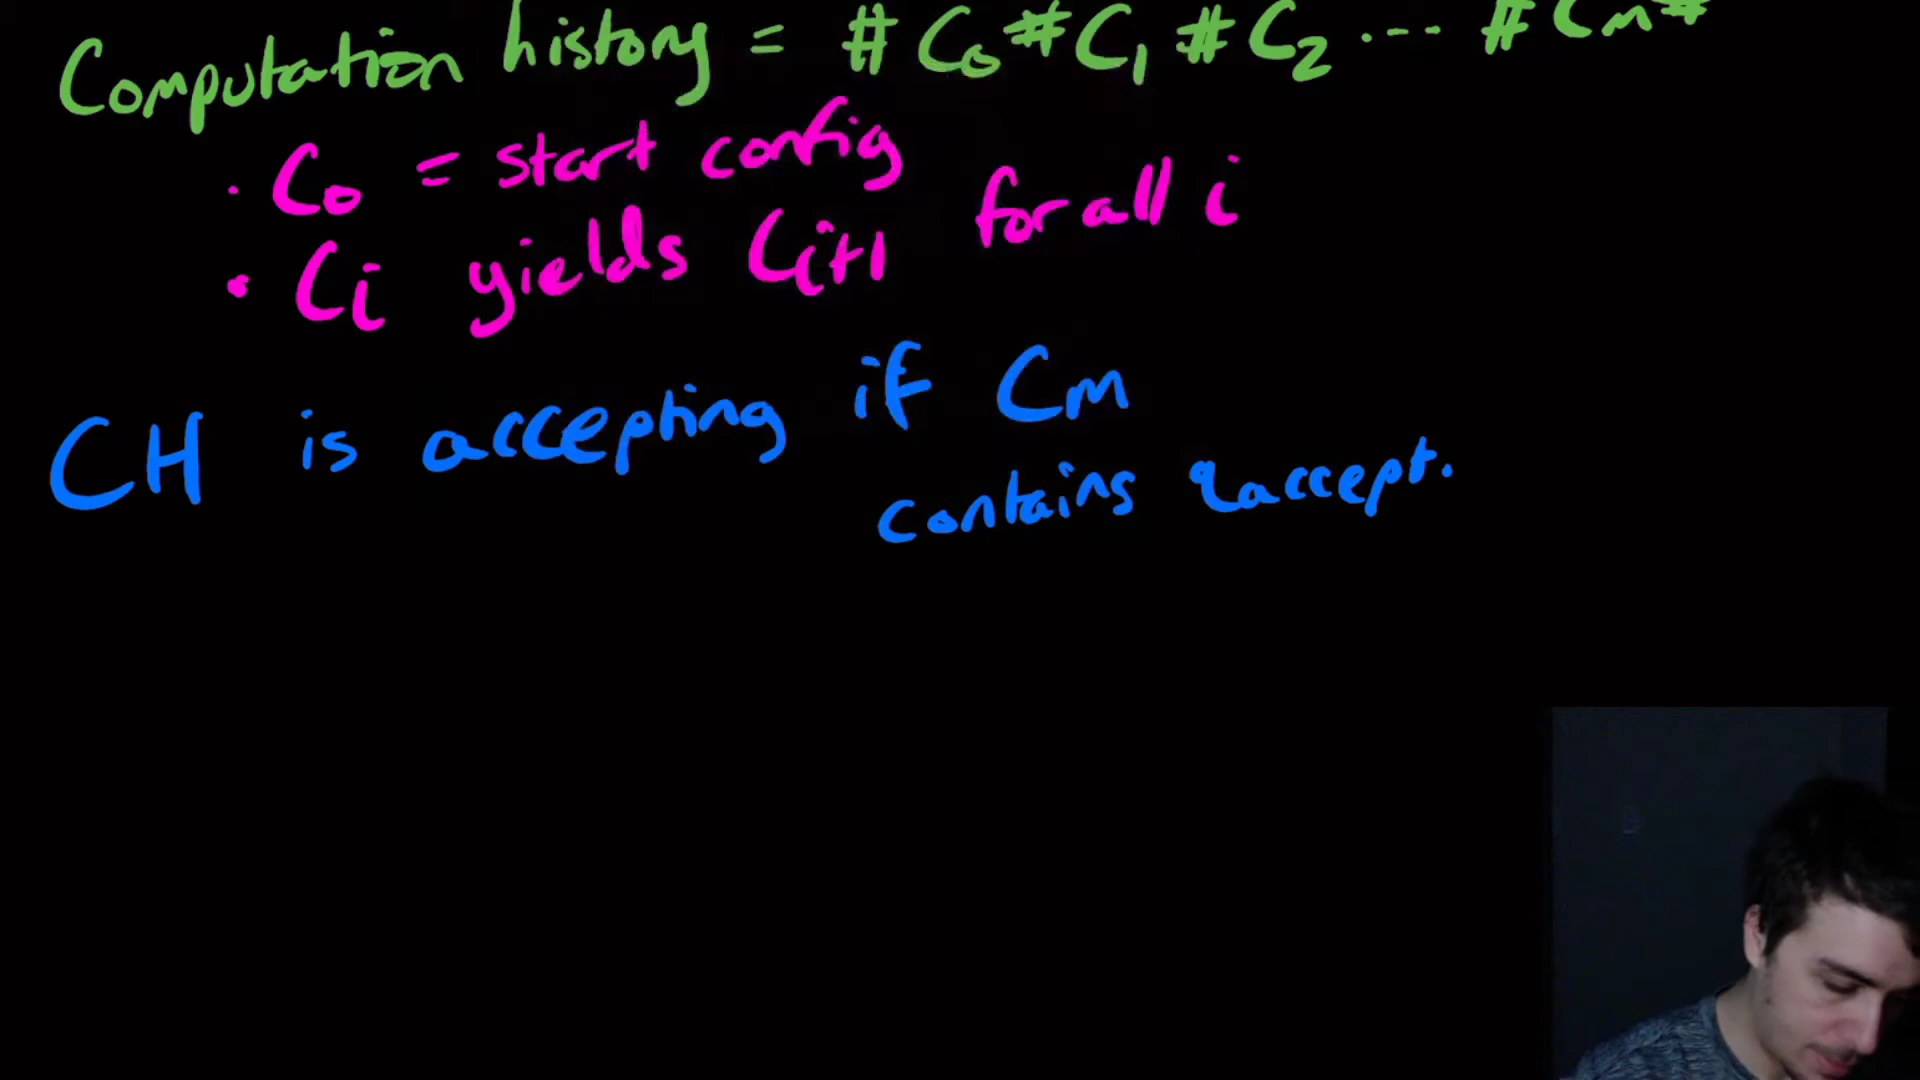 Computation history = # C₀ # C₁ # C₂ ... # Cm #
• C₀ = start config
• Ci yields Ci+1 for all i
CH is accepting if Cm
contains qaccept.